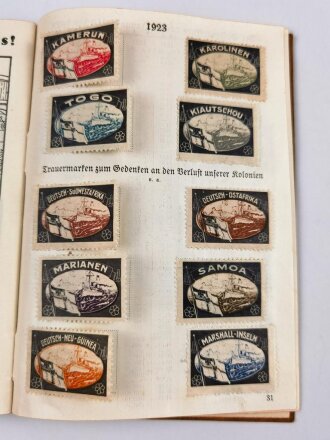 s!
1923
KAMERUN
KAROLINEN
TOGO
KIAUTSCHOU
Trauermarken zum Gedenken an den Verlust unserer Kolonien
u. a.
DEUTSCH-SÜDWESTAFRIKA
DEUTSCH-OSTAFRIKA
MARIANEN
SAMOA
DEUTSCH-NEU-GUINEA
MARSHALL-INSELN
31